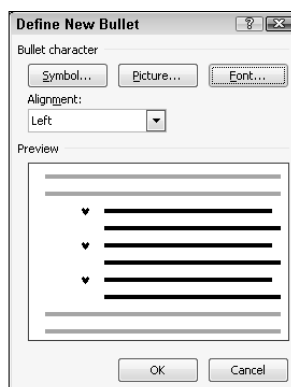 Define New Bullet
Bullet character
Symbol... Picture... Font...
Alignment:
Left
Preview
OK Cancel